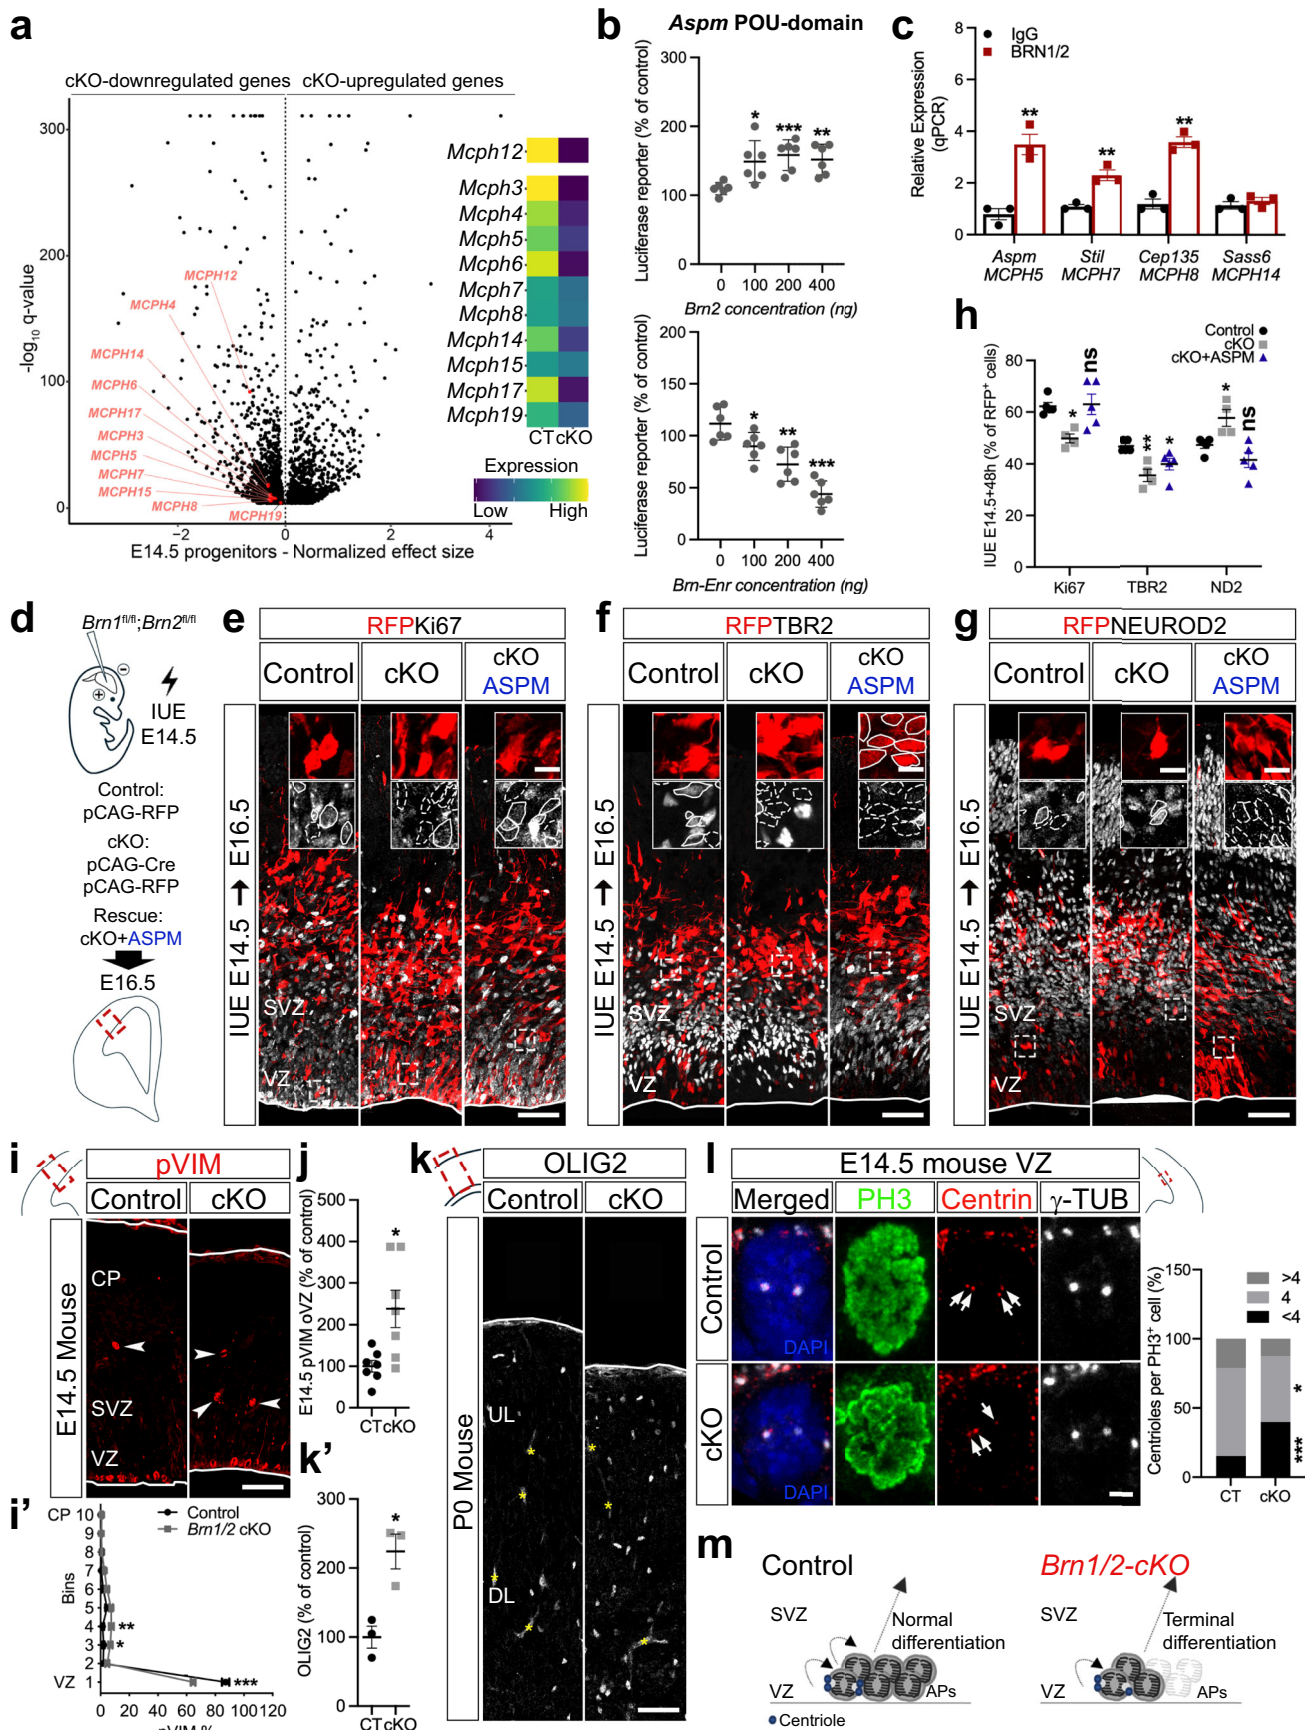 a
cKO-downregulated genes
cKO-upregulated genes
300
200
100
0
-log10 q-value
−2
0
2
4
E14.5 progenitors - Normalized effect size
MCPH12
MCPH4
MCPH14
MCPH6
MCPH17
MCPH3
MCPH5
MCPH7
MCPH15
MCPH8
MCPH19
Mcph12
Mcph3
Mcph4
Mcph5
Mcph6
Mcph7
Mcph8
Mcph14
Mcph15
Mcph17
Mcph19
CT cKO
Expression
Low
High
b
Aspm POU-domain
Luciferase reporter (% of control)
300
200
100
0
*
***
**
0 100 200 400
Brn2 concentration (ng)
Luciferase reporter (% of control)
200
150
100
50
0
*
**
***
0 100 200 400
Brn-Enr concentration (ng)
c
Relative Expression (qPCR)
8
6
4
2
0
IgG
BRN1/2
**
**
**
Aspm Stil Cep135 Sass6
MCPH5 MCPH7 MCPH8 MCPH14
h
Control
cKO
cKO+ASPM
IUE E14.5+48h (% of RFP+ cells)
80
60
40
20
0
*
ns
**
*
*
ns
Ki67
TBR2
ND2
d
Brn1fl/fl;Brn2fl/fl
IUE
E14.5
Control:
pCAG-RFP
cKO:
pCAG-Cre
pCAG-RFP
Rescue:
cKO+ASPM
E16.5
e
RFPKi67
Control
cKO
cKO
ASPM
IUE E14.5 → E16.5
SVZ
VZ
f
RFPTBR2
Control
cKO
cKO
ASPM
IUE E14.5 → E16.5
SVZ
VZ
g
RFPNEUROD2
Control
cKO
cKO
ASPM
IUE E14.5 → E16.5
SVZ
VZ
i
pVIM
Control
cKO
E14.5 Mouse
CP
SVZ
VZ
i'
Control
Brn1/2 cKO
Bins
CP 10
9
8
7
6
5
4
3
2
VZ 1
**
*
***
0 20 40 60 80 100 120
pVIM %
j
E14.5 pVIM oVZ (% of control)
500
400
300
200
100
0
*
CT cKO
k
OLIG2
Control
cKO
P0 Mouse
UL
DL
k'
OLIG2 (% of control)
300
200
100
0
*
CT cKO
l
E14.5 mouse VZ
Merged
PH3
Centrin
γ-TUB
Control
DAPI
cKO
DAPI
Centrioles per PH3+ cell (%)
150
100
50
0
>4
4
<4
*
***
CT cKO
m
Control
SVZ
Normal
differentiation
VZ
APs
Centriole
Brn1/2-cKO
SVZ
Terminal
differentiation
VZ
APs